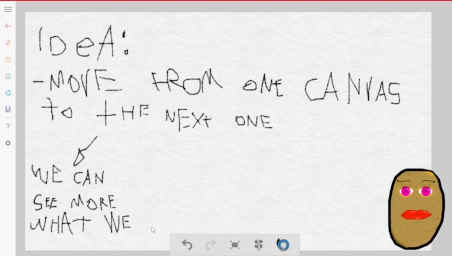 IDeA:
-MOVE FROM ONE CANVAS
to tHE NEXt ONE
WE CAN
SEE MORE
WHAT WE